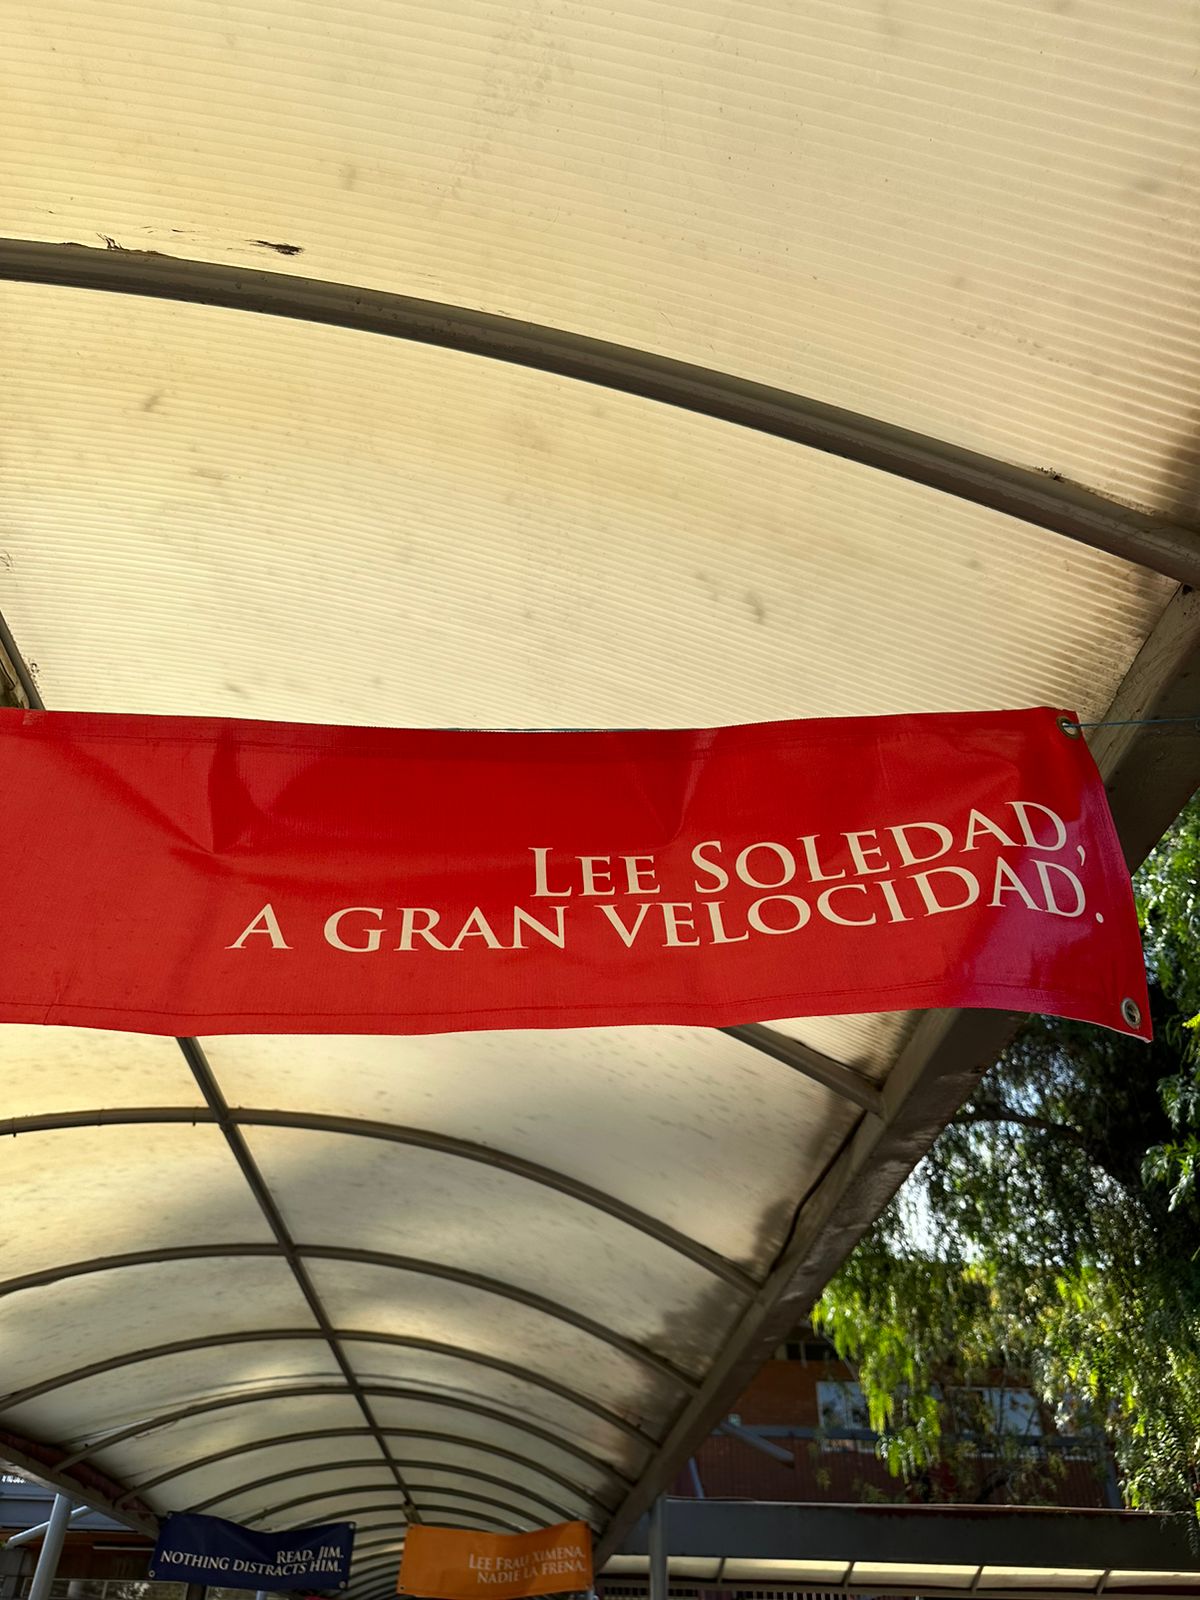 Lee Soledad,
a gran velocidad.
Read, Jim.
Nothing distracts him.
Lee Frau Ximena,
nadie la frena.